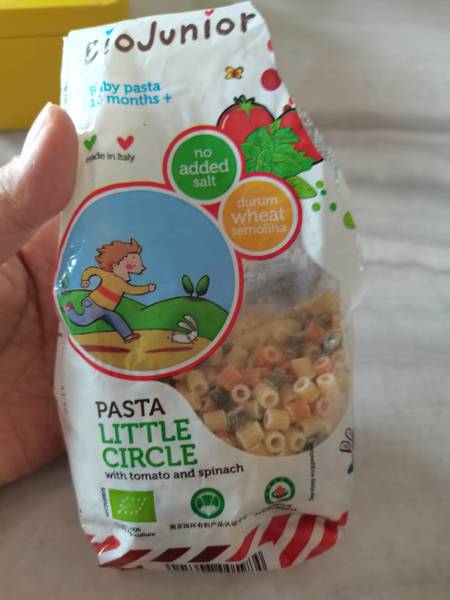 BioJunior
Baby pasta
10 months +
made in Italy
no
added
salt
durum
wheat
semolina
PASTA
LITTLE
CIRCLE
with tomato and spinach